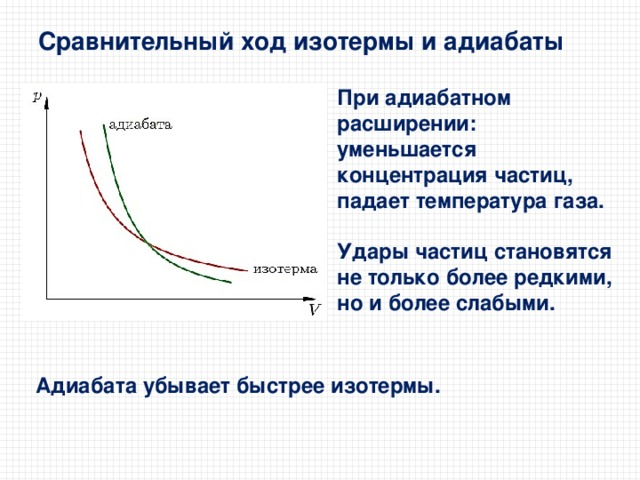 Сравнительный ход изотермы и адиабаты
p
адиабата
изотерма
V
При адиабатном
расширении:
уменьшается
концентрация частиц,
падает температура газа.
Удары частиц становятся
не только более редкими,
но и более слабыми.
Адиабата убывает быстрее изотермы.